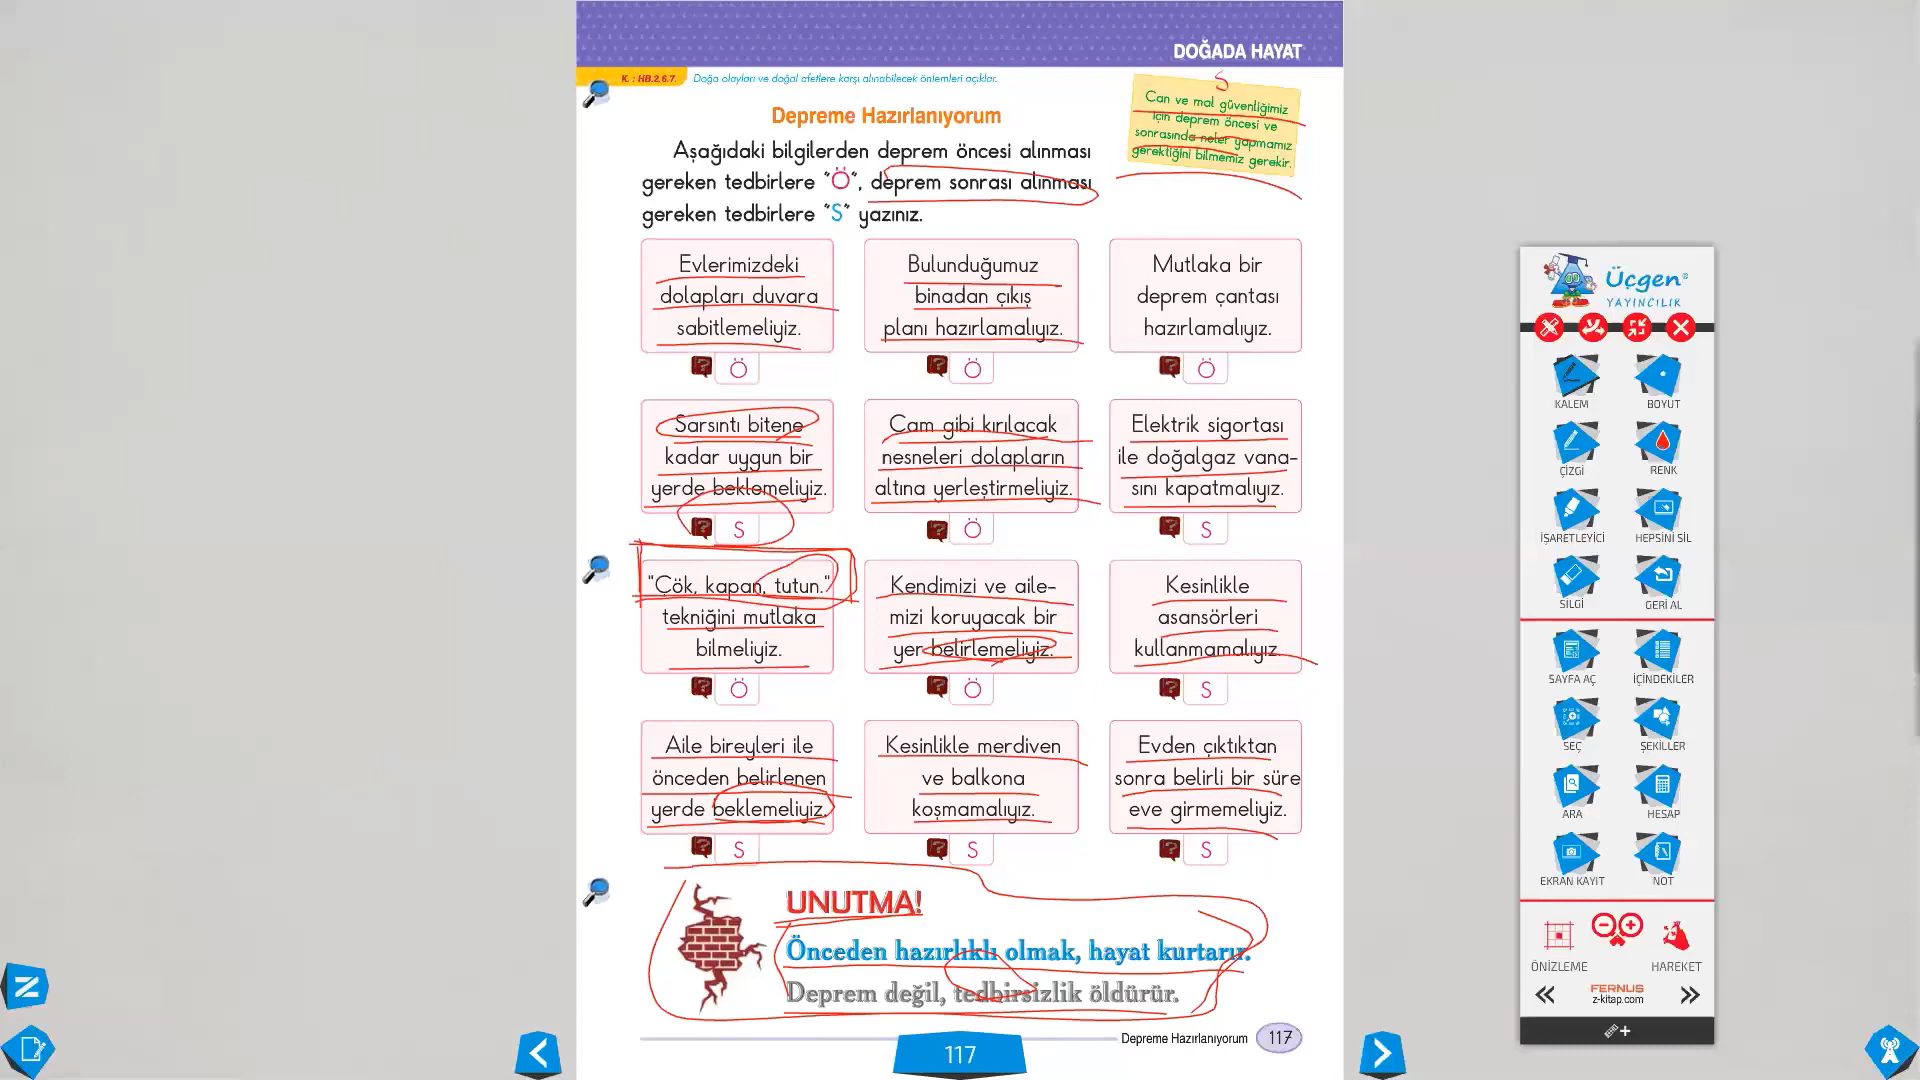 DOĞADA HAYAT
K. : HB.2.6.7.
Doğa olayları ve doğal afetlere karşı alınabilecek önlemleri açıklar.
S
Can ve mal güvenliğimiz
için deprem öncesi ve
sonrasında neler yapmamız
gerektiğini bilmemiz gerekir.
Depreme Hazırlanıyorum
Aşağıdaki bilgilerden deprem öncesi alınması
gereken tedbirlere "Ö", deprem sonrası alınması
gereken tedbirlere "S" yazınız.
Evlerimizdeki
dolapları duvara
sabitlemeliyiz.
? Ö
Bulunduğumuz
binadan çıkış
planı hazırlamalıyız.
? Ö
Mutlaka bir
deprem çantası
hazırlamalıyız.
? Ö
Sarsıntı bitene
kadar uygun bir
yerde beklemeliyiz.
? S
Cam gibi kırılacak
nesneleri dolapların
altına yerleştirmeliyiz.
? Ö
Elektrik sigortası
ile doğalgaz vana-
sını kapatmalıyız.
? S
"Çök, kapan, tutun."
tekniğini mutlaka
bilmeliyiz.
? Ö
Kendimizi ve aile-
mizi koruyacak bir
yer belirlemeliyiz.
? Ö
Kesinlikle
asansörleri
kullanmamalıyız.
? S
Aile bireyleri ile
önceden belirlenen
yerde beklemeliyiz.
? S
Kesinlikle merdiven
ve balkona
koşmamalıyız.
? S
Evden çıktıktan
sonra belirli bir süre
eve girmemeliyiz.
? S
UNUTMA!
Önceden hazırlıklı olmak, hayat kurtarır.
Deprem değil, tedbirsizlik öldürür.
Depreme Hazırlanıyorum 117
117
Üçgen®
YAYINCILIK
KALEM BOYUT
ÇİZGİ RENK
İŞARETLEYİCİ HEPSİNİ SİL
SİLGİ GERİ AL
SAYFA AÇ İÇİNDEKİLER
SEÇ ŞEKİLLER
ARA HESAP
EKRAN KAYIT NOT
ÖNİZLEME HAREKET
FERNUS
z-kitap.com